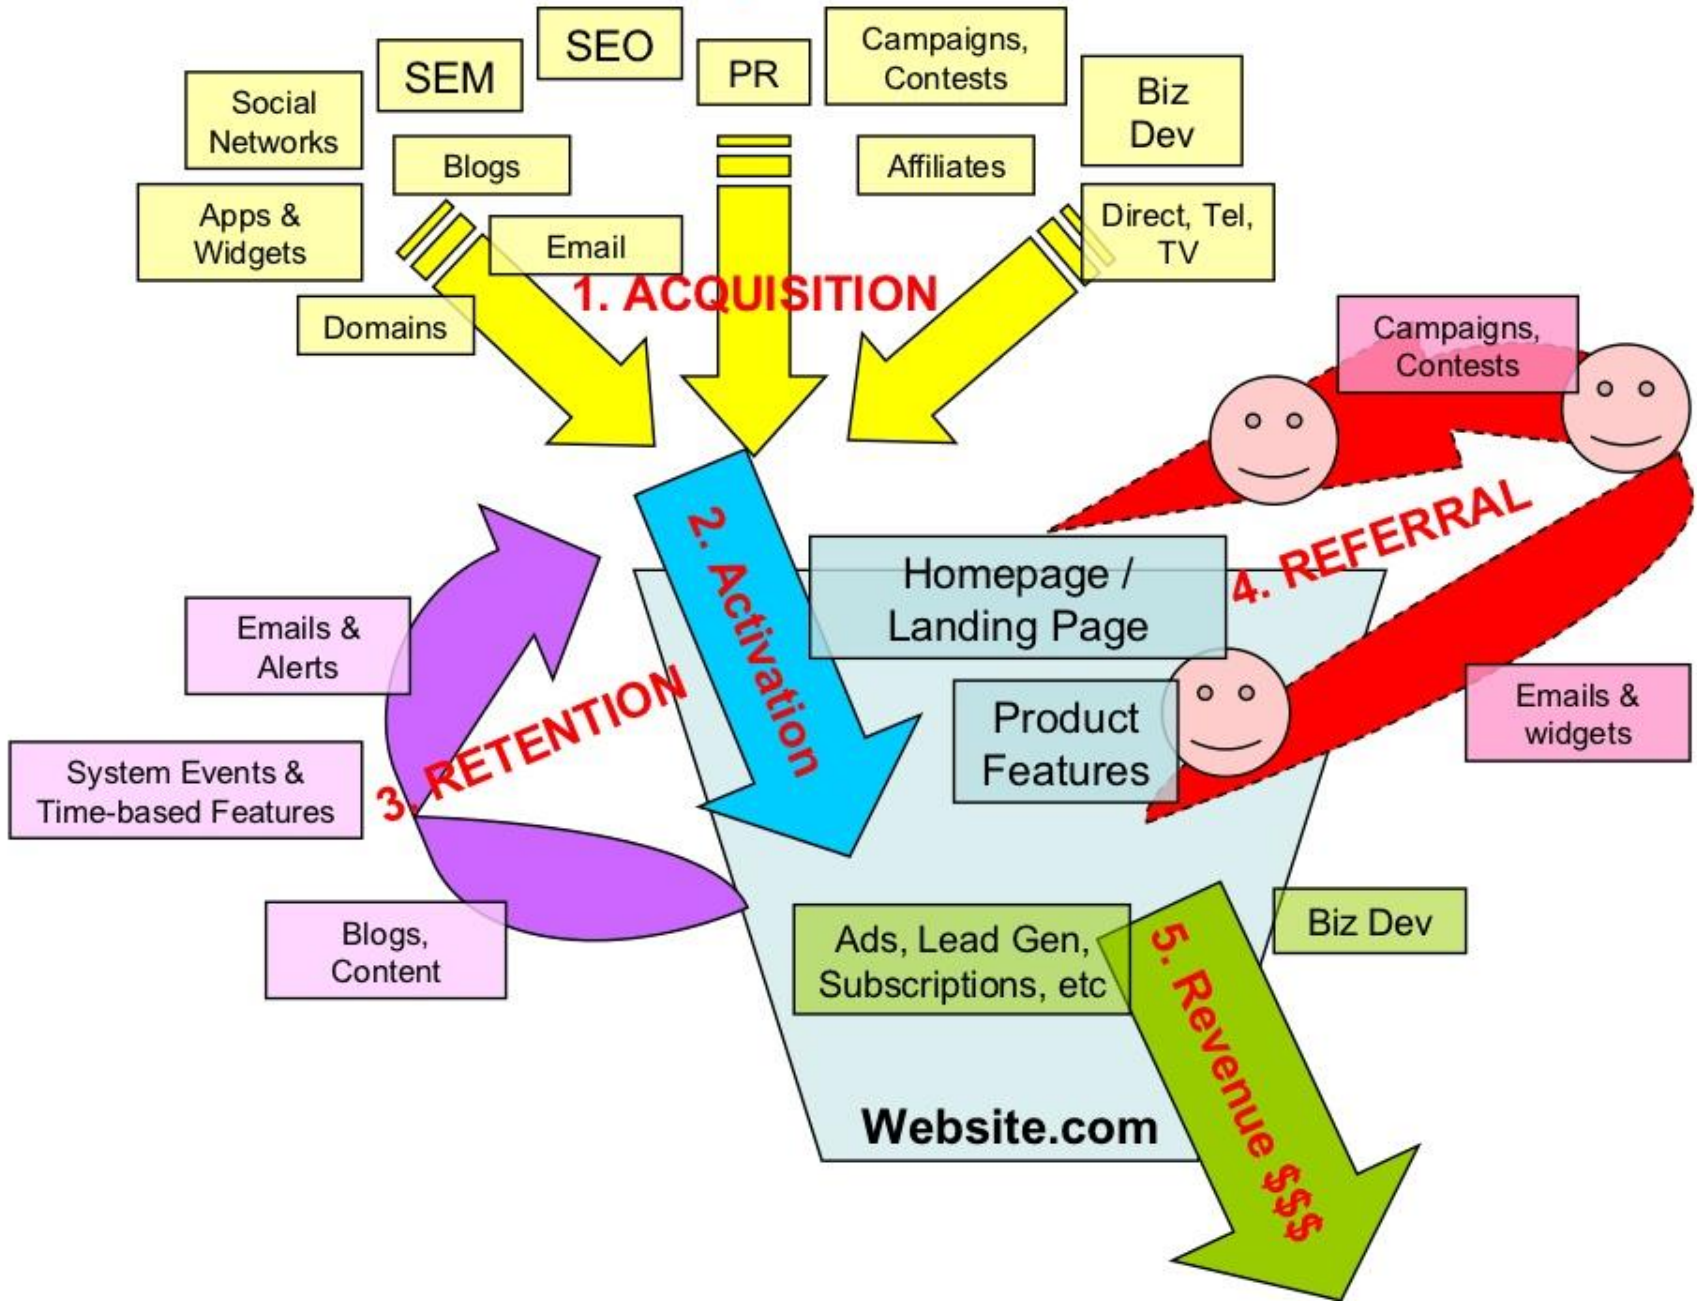 SEO
Campaigns,
Contests
SEM
PR
Biz
Dev
Social
Networks
Blogs
Affiliates
Apps &
Widgets
Email
Direct, Tel,
TV
Domains
1. ACQUISITION
Campaigns,
Contests
2. Activation
4. REFERRAL
Homepage /
Landing Page
Emails &
Alerts
3. RETENTION
Product
Features
Emails &
widgets
System Events &
Time-based Features
Blogs,
Content
Ads, Lead Gen,
Subscriptions, etc
Biz Dev
5. Revenue $$$
Website.com